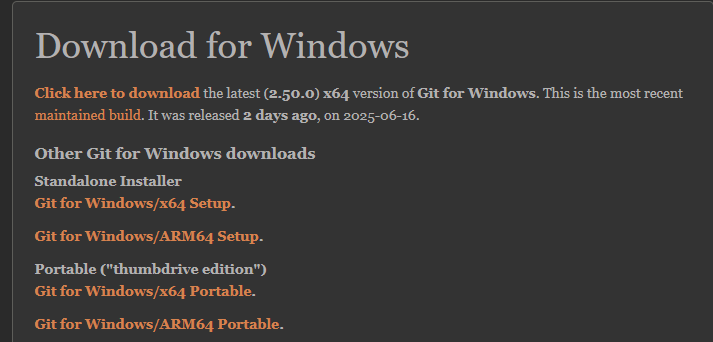 Download for Windows
Click here to download the latest (2.50.0) x64 version of Git for Windows. This is the most recent
maintained build. It was released 2 days ago, on 2025-06-16.
Other Git for Windows downloads
Standalone Installer
Git for Windows/x64 Setup.
Git for Windows/ARM64 Setup.
Portable ("thumbdrive edition")
Git for Windows/x64 Portable.
Git for Windows/ARM64 Portable.